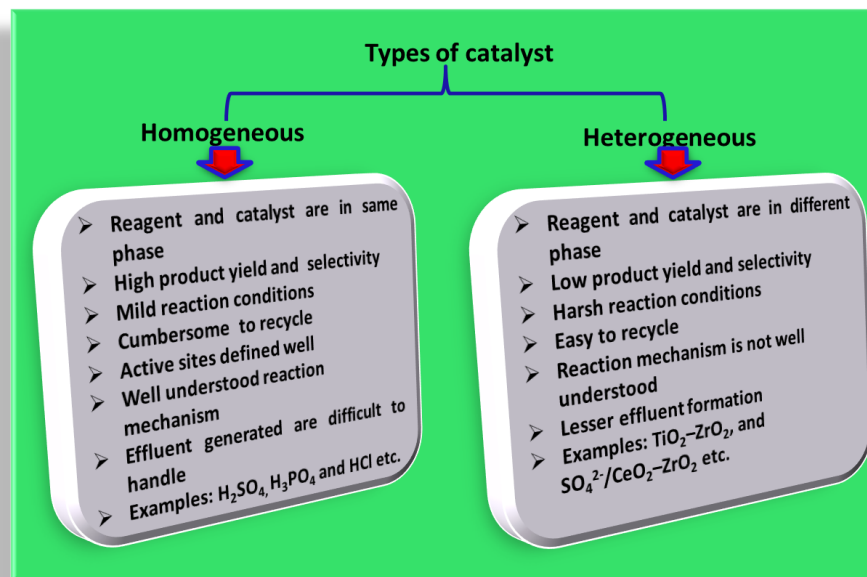 Types of catalyst
Homogeneous
➢ Reagent and catalyst are in same
phase
➢ High product yield and selectivity
➢ Mild reaction conditions
➢ Cumbersome to recycle
➢ Active sites defined well
➢ Well understood reaction
mechanism
➢ Effluent generated are difficult to
handle
➢ Examples: H₂SO₄, H₃PO₄ and HCl etc.
Heterogeneous
➢ Reagent and catalyst are in different
phase
➢ Low product yield and selectivity
➢ Harsh reaction conditions
➢ Easy to recycle
➢ Reaction mechanism is not well
understood
➢ Lesser effluent formation
➢ Examples: TiO₂–ZrO₂, and
SO₄²⁻/CeO₂–ZrO₂ etc.